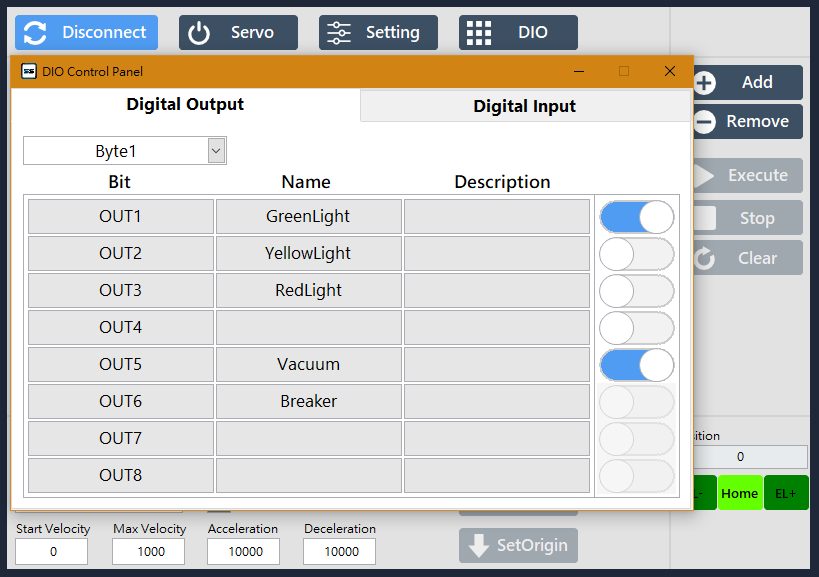 Disconnect Servo Setting DIO
DIO Control Panel
Add
Digital Output Digital Input
Remove
Byte1
Bit Name Description
Execute
OUT1 GreenLight
Stop
OUT2 YellowLight
Clear
OUT3 RedLight
OUT4
OUT5 Vacuum
OUT6 Breaker
OUT7
OUT8
0
Home EL+
Start Velocity Max Velocity Acceleration Deceleration
0 1000 10000 10000
SetOrigin